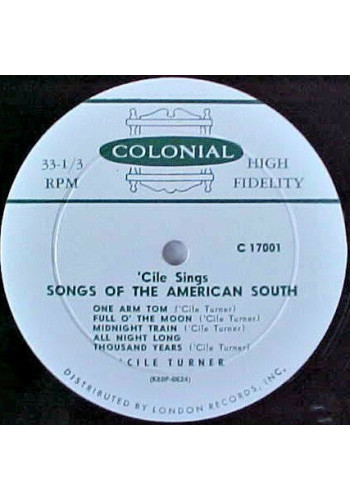 COLONIAL
33-1/3 HIGH
RPM FIDELITY
C 17001
'Cile Sings
SONGS OF THE AMERICAN SOUTH
ONE ARM TOM ('Cile Turner)
FULL O' THE MOON ('Cile Turner)
MIDNIGHT TRAIN ('Cile Turner)
ALL NIGHT LONG
THOUSAND YEARS ('Cile Turner)
'CILE TURNER
DISTRIBUTED BY LONDON RECORDS, INC.